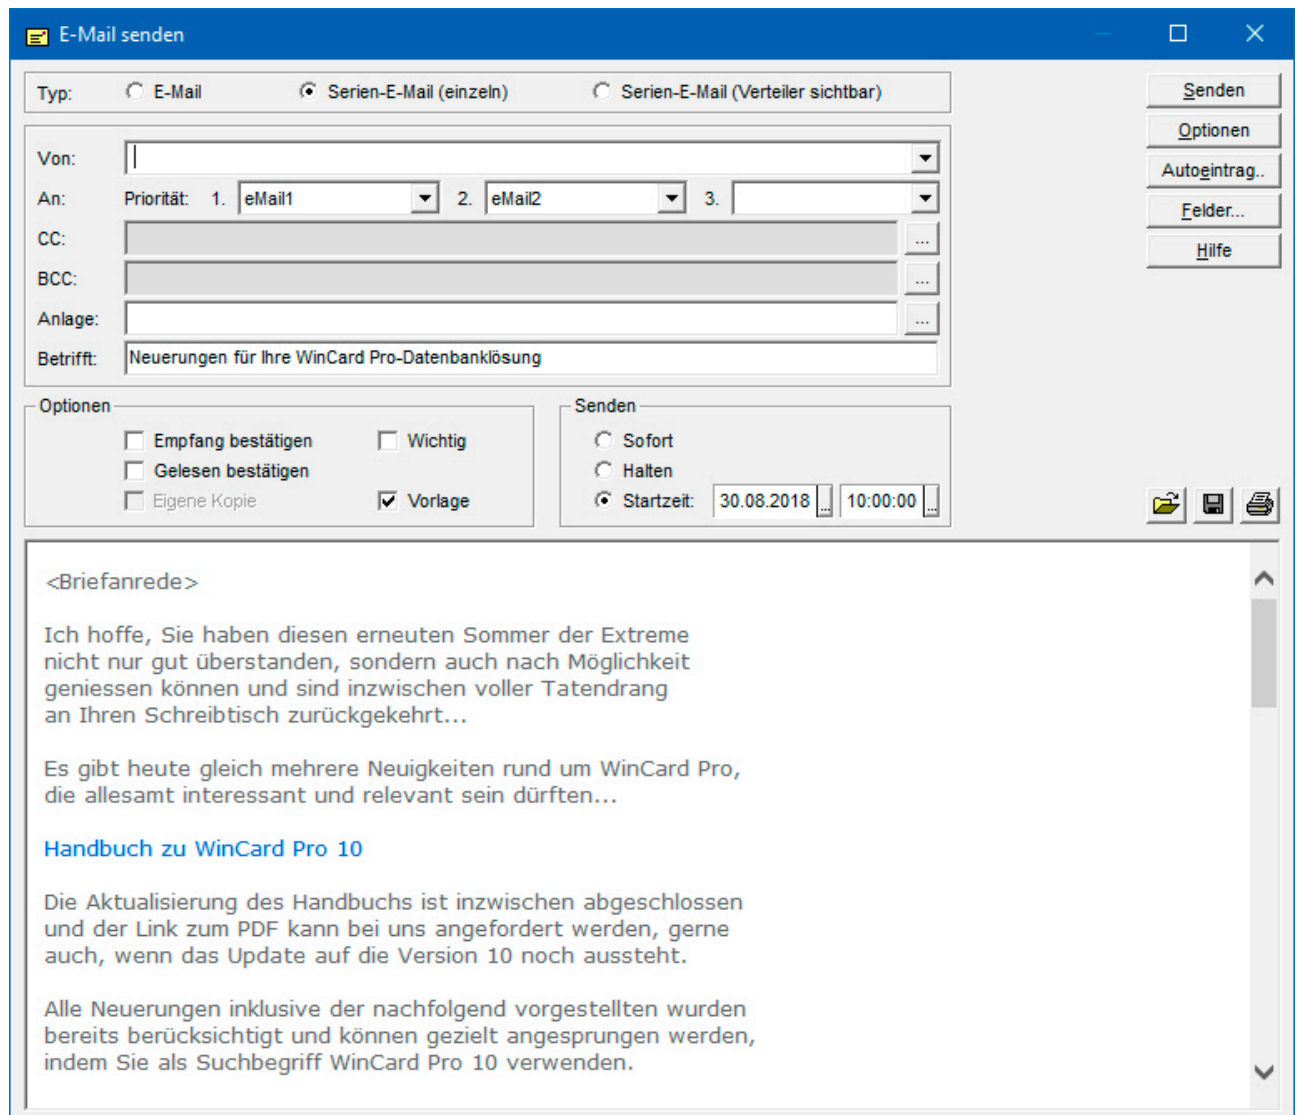 E-Mail senden
Typ: E-Mail Serien-E-Mail (einzeln) Serien-E-Mail (Verteiler sichtbar)
Senden
Optionen
Autoeintrag..
Felder...
Hilfe
Von:
An: Priorität: 1. eMail1 2. eMail2 3.
CC: ...
BCC: ...
Anlage: ...
Betrifft: Neuerungen für Ihre WinCard Pro-Datenbanklösung
Optionen
Empfang bestätigen Wichtig
Gelesen bestätigen
Eigene Kopie Vorlage
Senden
Sofort
Halten
Startzeit: 30.08.2018 ... 10:00:00 ...
<Briefanrede>
Ich hoffe, Sie haben diesen erneuten Sommer der Extreme
nicht nur gut überstanden, sondern auch nach Möglichkeit
geniessen können und sind inzwischen voller Tatendrang
an Ihren Schreibtisch zurückgekehrt...
Es gibt heute gleich mehrere Neuigkeiten rund um WinCard Pro,
die allesamt interessant und relevant sein dürften...
Handbuch zu WinCard Pro 10
Die Aktualisierung des Handbuchs ist inzwischen abgeschlossen
und der Link zum PDF kann bei uns angefordert werden, gerne
auch, wenn das Update auf die Version 10 noch aussteht.
Alle Neuerungen inklusive der nachfolgend vorgestellten wurden
bereits berücksichtigt und können gezielt angesprungen werden,
indem Sie als Suchbegriff WinCard Pro 10 verwenden.